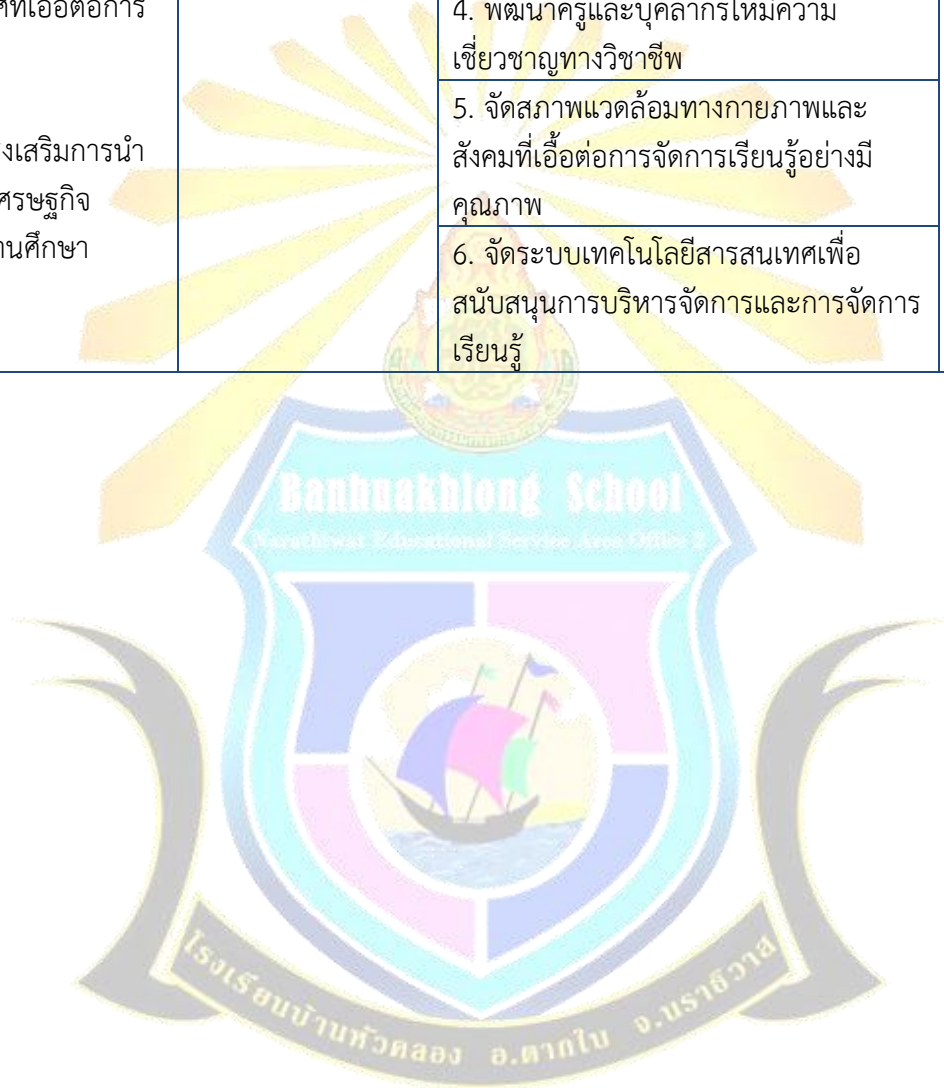 ที่เอื้อต่อการ
งเสริมการนำ
ศรษฐกิจ
านศึกษา
4. พัฒนาครูและบุคลากรให้มีความ
เชี่ยวชาญทางวิชาชีพ
5. จัดสภาพแวดล้อมทางกายภาพและ
สังคมที่เอื้อต่อการจัดการเรียนรู้อย่างมี
คุณภาพ
6. จัดระบบเทคโนโลยีสารสนเทศเพื่อ
สนับสนุนการบริหารจัดการและการจัดการ
เรียนรู้
Banhuakhlong School
Narathiwat Educational Service Area Office 2
โรงเรียนบ้านหัวคลอง อ.ตากใบ จ.นราธิวาส